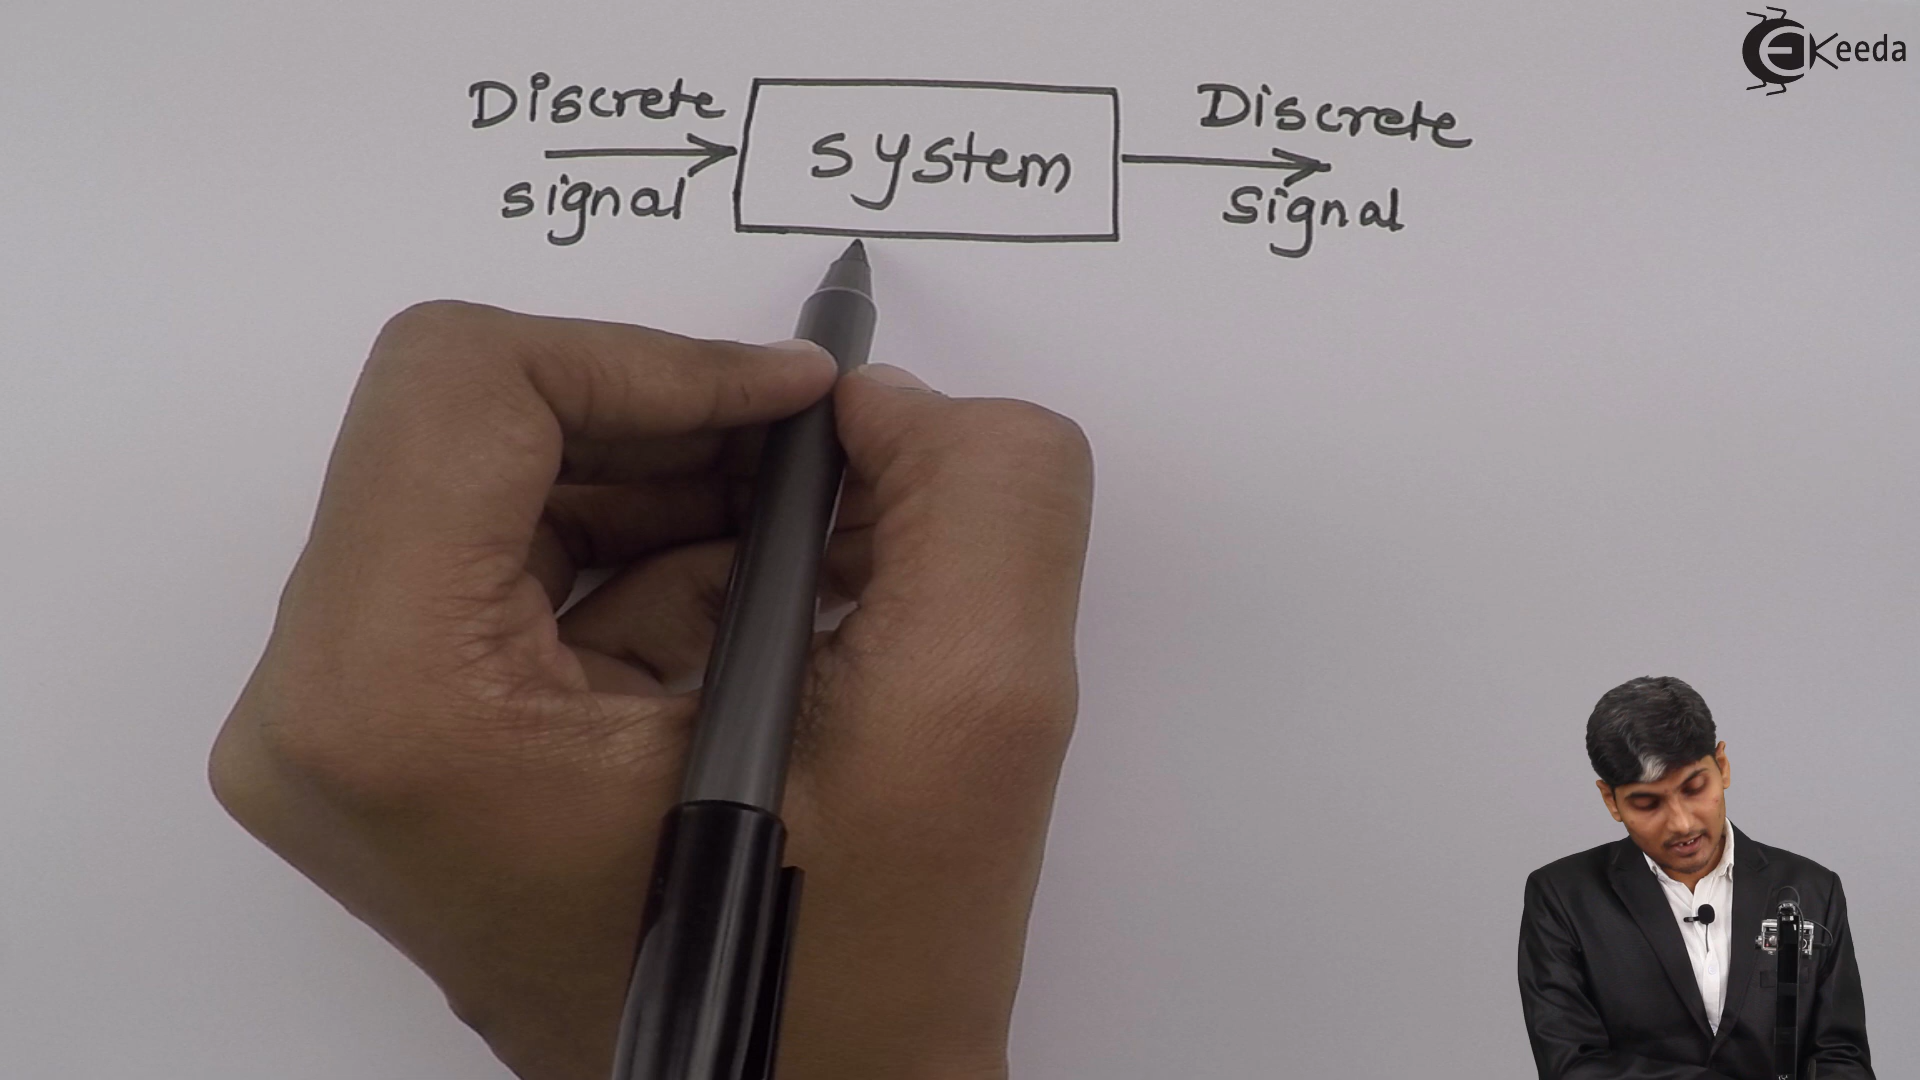 Discrete
signal
system
Discrete
signal
EKeeda